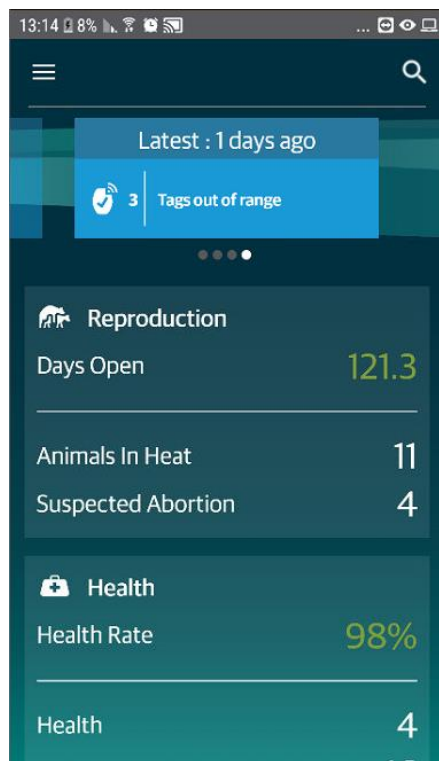 13:14 8% ...
Latest : 1 days ago
3 Tags out of range
Reproduction
Days Open 121.3
Animals In Heat 11
Suspected Abortion 4
Health
Health Rate 98%
Health 4